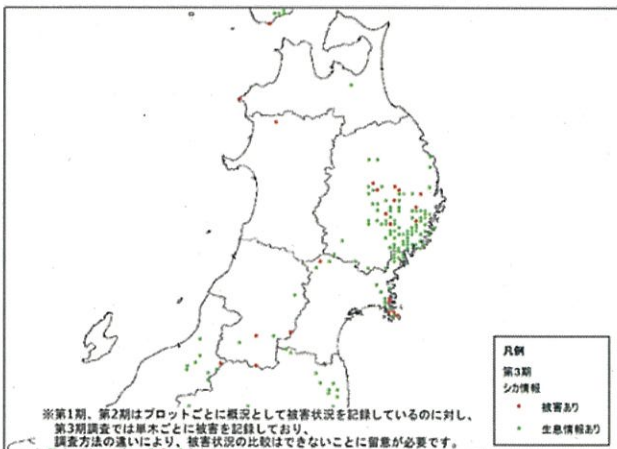 凡例
第3期
シカ情報
被害あり
生息情報あり
※第1期、第2期はプロットごとに概況として被害状況を記録しているのに対し、
第3期調査では単木ごとに被害を記録しており、
調査方法の違いにより、被害状況の比較はできないことに留意が必要です。